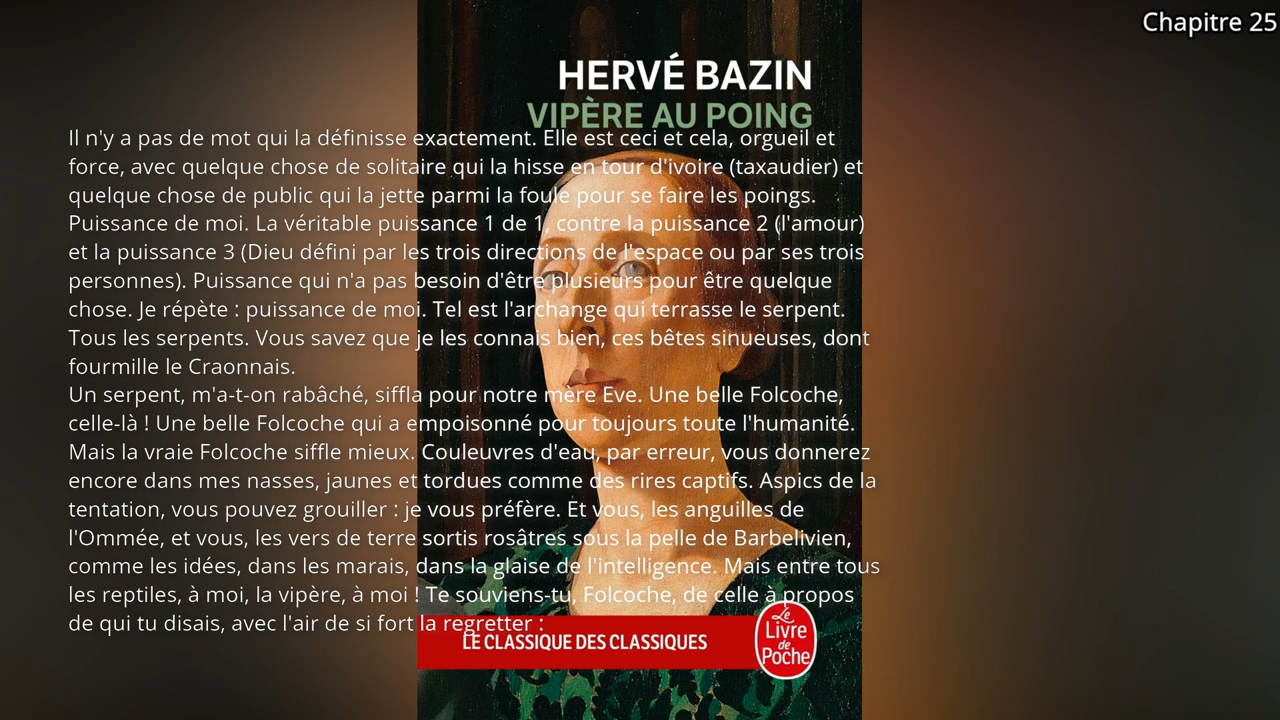 Chapitre 25
HERVÉ BAZIN
VIPÈRE AU POING
Il n'y a pas de mot qui la définisse exactement. Elle est ceci et cela, orgueil et
force, avec quelque chose de solitaire qui la hisse en tour d'ivoire (taxaudier) et
quelque chose de public qui la jette parmi la foule pour se faire les poings.
Puissance de moi. La véritable puissance 1 de 1, contre la puissance 2 (l'amour)
et la puissance 3 (Dieu défini par les trois directions de l'espace ou par ses trois
personnes). Puissance qui n'a pas besoin d'être plusieurs pour être quelque
chose. Je répète : puissance de moi. Tel est l'archange qui terrasse le serpent.
Tous les serpents. Vous savez que je les connais bien, ces bêtes sinueuses, dont
fourmille le Craonnais.
Un serpent, m'a-t-on rabâché, siffla pour notre mère Eve. Une belle Folcoche,
celle-là ! Une belle Folcoche qui a empoisonné pour toujours toute l'humanité.
Mais la vraie Folcoche siffle mieux. Couleuvres d'eau, par erreur, vous donnerez
encore dans mes nasses, jaunes et tordues comme des rires captifs. Aspics de la
tentation, vous pouvez grouiller : je vous préfère. Et vous, les anguilles de
l'Ommée, et vous, les vers de terre sortis rosâtres sous la pelle de Barbelivien,
comme les idées, dans les marais, dans la glaise de l'intelligence. Mais entre tous
les reptiles, à moi, la vipère, à moi ! Te souviens-tu, Folcoche, de celle à propos
de qui tu disais, avec l'air de si fort la regretter :
LE CLASSIQUE DES CLASSIQUES
Le
Livre
de
Poche